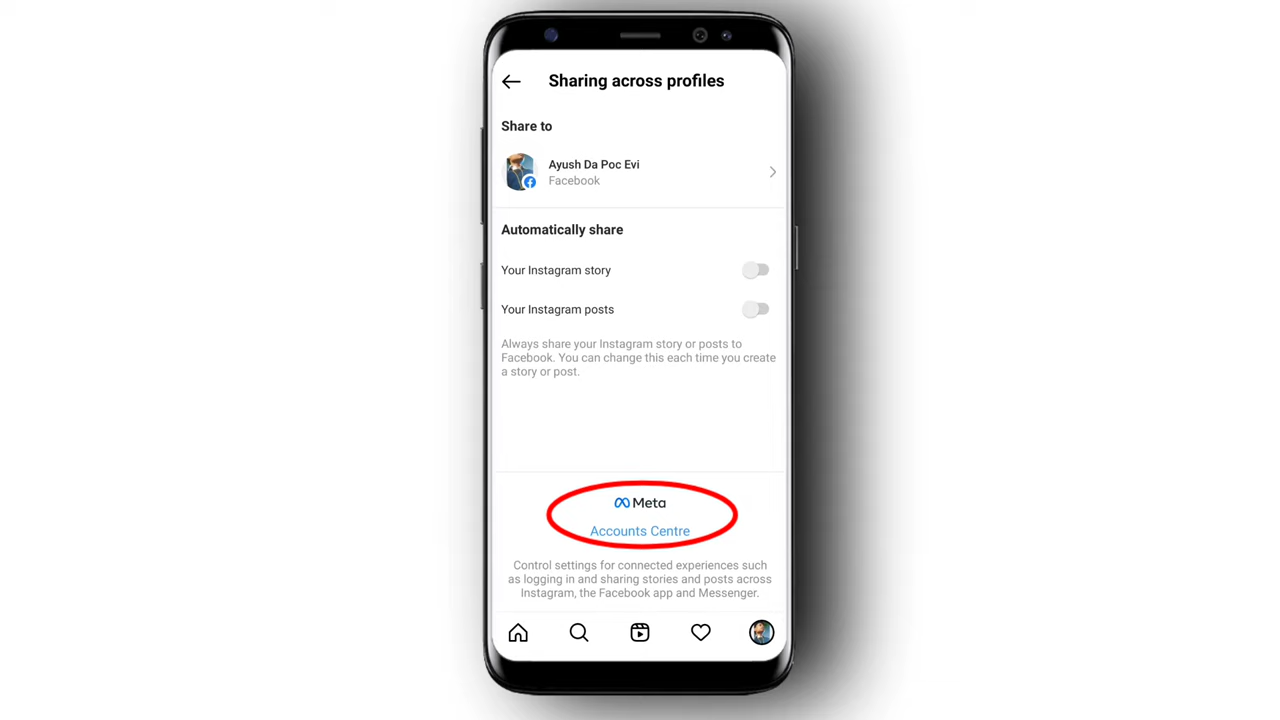 Sharing across profiles
Share to
Ayush Da Poc Evi
Facebook
Automatically share
Your Instagram story
Your Instagram posts
Always share your Instagram story or posts to
Facebook. You can change this each time you create
a story or post.
Meta
Accounts Centre
Control settings for connected experiences such
as logging in and sharing stories and posts across
Instagram, the Facebook app and Messenger.